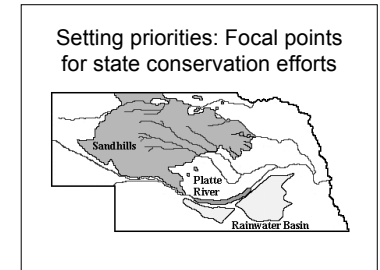 Setting priorities: Focal points
for state conservation efforts
Sandhills
Platte
River
Rainwater Basin